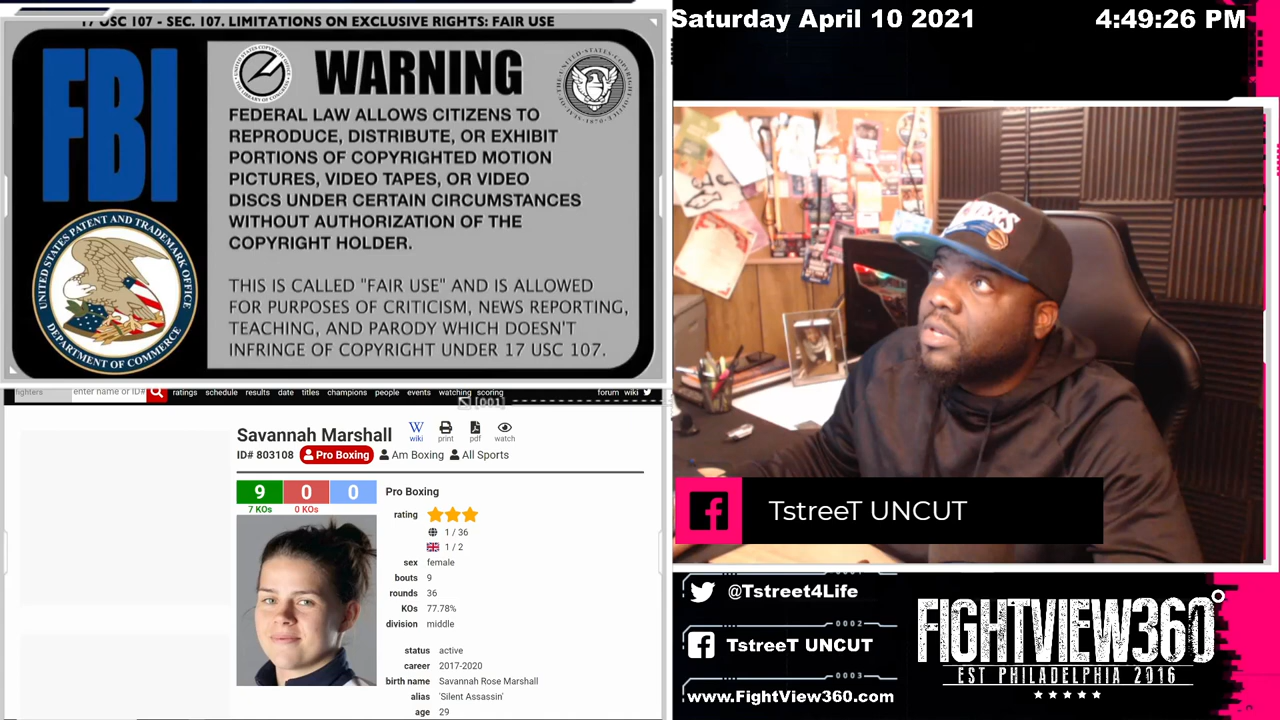 17 USC 107 - SEC. 107. LIMITATIONS ON EXCLUSIVE RIGHTS: FAIR USE
FBI
WARNING
FEDERAL LAW ALLOWS CITIZENS TO
REPRODUCE, DISTRIBUTE, OR EXHIBIT
PORTIONS OF COPYRIGHTED MOTION
PICTURES, VIDEO TAPES, OR VIDEO
DISCS UNDER CERTAIN CIRCUMSTANCES
WITHOUT AUTHORIZATION OF THE
COPYRIGHT HOLDER.
THIS IS CALLED "FAIR USE" AND IS ALLOWED
FOR PURPOSES OF CRITICISM, NEWS REPORTING,
TEACHING, AND PARODY WHICH DOESN'T
INFRINGE OF COPYRIGHT UNDER 17 USC 107.
UNITED STATES PATENT AND TRADEMARK OFFICE
DEPARTMENT OF COMMERCE
Saturday April 10 2021
4:49:26 PM
fighters
enter name or ID#
ratings schedule results date titles champions people events watching scoring
forum wiki
[001]
Savannah Marshall
W
wiki print pdf watch
ID# 803108 Pro Boxing Am Boxing All Sports
9 0 0
7 KOs 0 KOs
Pro Boxing
rating
1 / 36
1 / 2
sex female
bouts 9
rounds 36
KOs 77.78%
division middle
status active
career 2017-2020
birth name Savannah Rose Marshall
alias 'Silent Assassin'
age 29
TstreeT UNCUT
@Tstreet4Life
0002
TstreeT UNCUT
0003
www.FightView360.com
FIGHTVIEW360°
EST PHILADELPHIA 2016